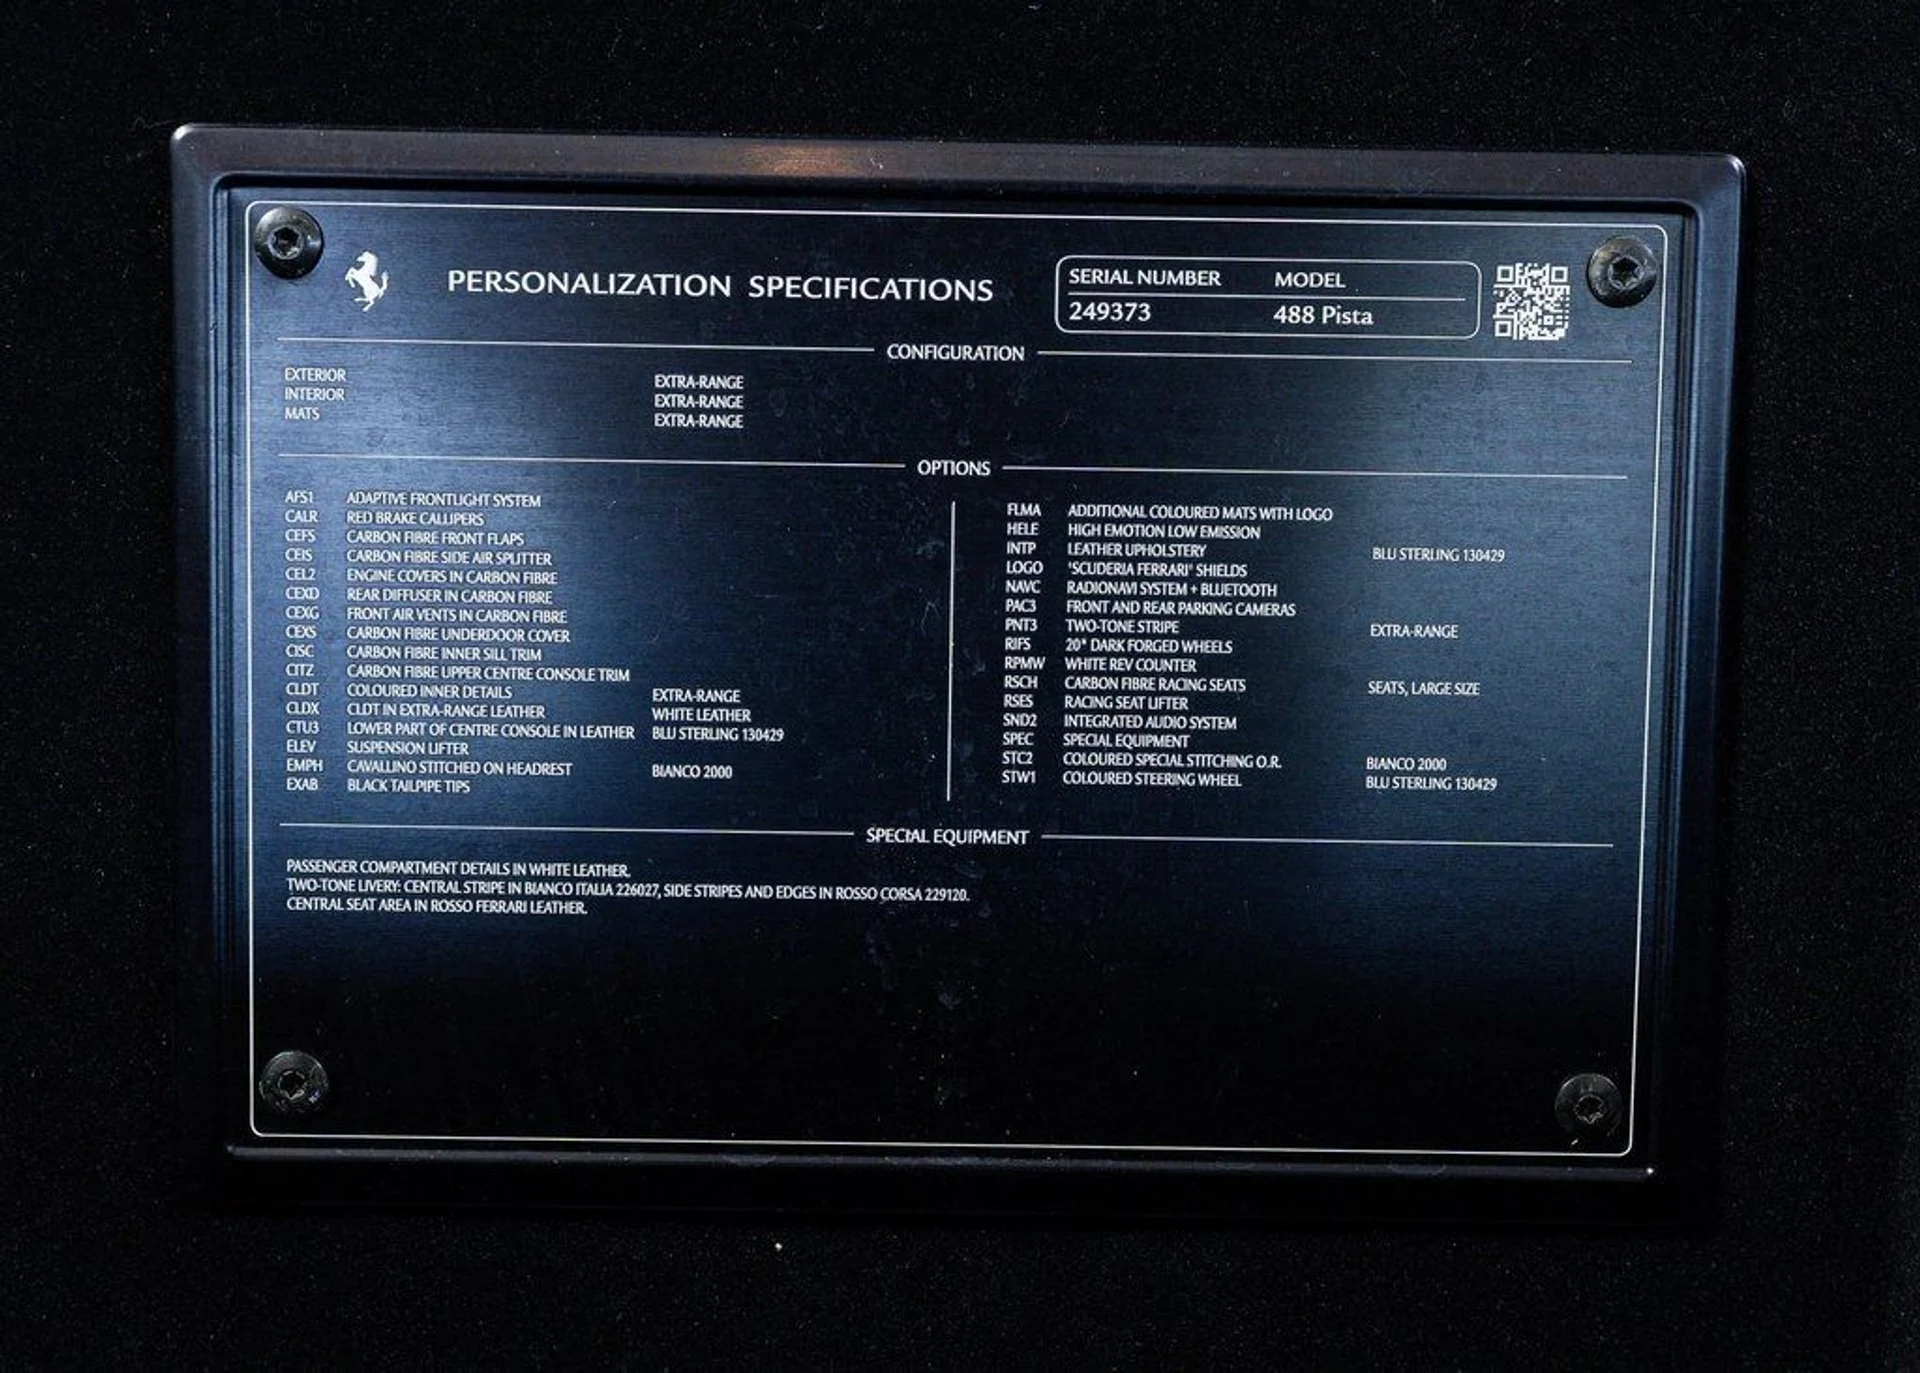 PERSONALIZATION SPECIFICATIONS
SERIAL NUMBER MODEL
249373 488 Pista
CONFIGURATION
EXTERIOR EXTRA-RANGE
INTERIOR EXTRA-RANGE
MATS EXTRA-RANGE
OPTIONS
AFS1 ADAPTIVE FRONTLIGHT SYSTEM
CALR RED BRAKE CALLIPERS
CEFS CARBON FIBRE FRONT FLAPS
CEIS CARBON FIBRE SIDE AIR SPLITTER
CEL2 ENGINE COVERS IN CARBON FIBRE
CEXD REAR DIFFUSER IN CARBON FIBRE
CEXG FRONT AIR VENTS IN CARBON FIBRE
CEXS CARBON FIBRE UNDERDOOR COVER
CISC CARBON FIBRE INNER SILL TRIM
CITZ CARBON FIBRE UPPER CENTRE CONSOLE TRIM
CLDT COLOURED INNER DETAILS EXTRA-RANGE
CLDX CLDT IN EXTRA-RANGE LEATHER WHITE LEATHER
CTU3 LOWER PART OF CENTRE CONSOLE IN LEATHER BLU STERLING 130429
ELEV SUSPENSION LIFTER
EMPH CAVALLINO STITCHED ON HEADREST BIANCO 2000
EXAB BLACK TAILPIPE TIPS
FLMA ADDITIONAL COLOURED MATS WITH LOGO
HELE HIGH EMOTION LOW EMISSION
INTP LEATHER UPHOLSTERY BLU STERLING 130429
LOGO "SCUDERIA FERRARI" SHIELDS
NAVC RADIONAVI SYSTEM + BLUETOOTH
PAC3 FRONT AND REAR PARKING CAMERAS
PNT3 TWO-TONE STRIPE EXTRA-RANGE
RIFS 20" DARK FORGED WHEELS
RPMW WHITE REV COUNTER
RSCH CARBON FIBRE RACING SEATS SEATS, LARGE SIZE
RSES RACING SEAT LIFTER
SND2 INTEGRATED AUDIO SYSTEM
SPEC SPECIAL EQUIPMENT
STC2 COLOURED SPECIAL STITCHING O.R. BIANCO 2000
STW1 COLOURED STEERING WHEEL BLU STERLING 130429
SPECIAL EQUIPMENT
PASSENGER COMPARTMENT DETAILS IN WHITE LEATHER.
TWO-TONE LIVERY: CENTRAL STRIPE IN BIANCO ITALIA 226027, SIDE STRIPES AND EDGES IN ROSSO CORSA 229120.
CENTRAL SEAT AREA IN ROSSO FERRARI LEATHER.